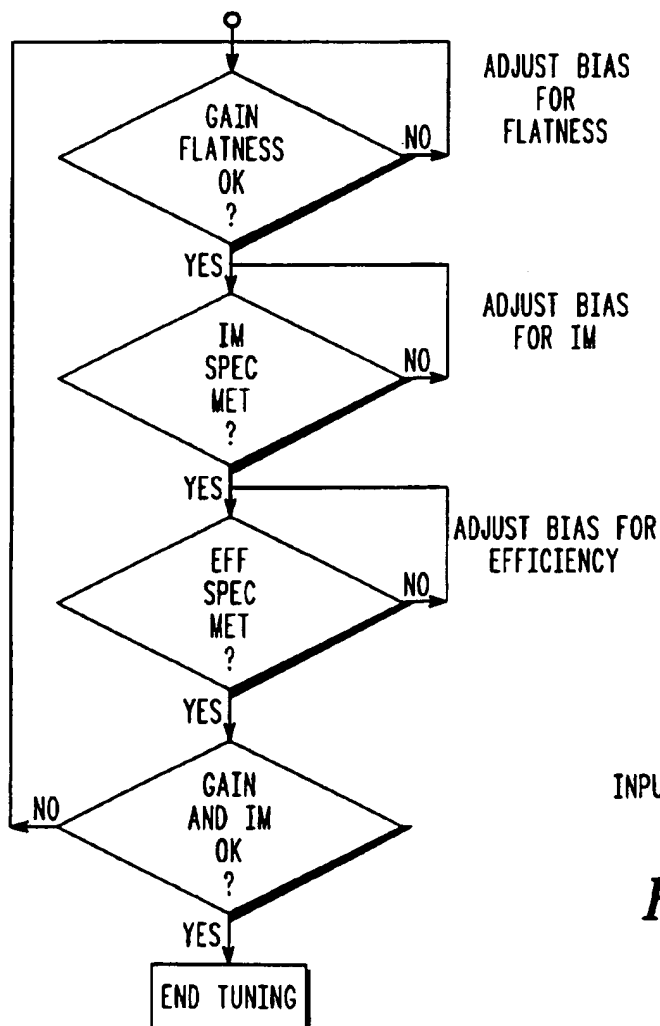 GAIN
FLATNESS
OK
?
NO
ADJUST BIAS
FOR
FLATNESS
YES
IM
SPEC
MET
?
NO
ADJUST BIAS
FOR IM
YES
EFF
SPEC
MET
?
NO
ADJUST BIAS FOR
EFFICIENCY
YES
GAIN
AND IM
OK
?
NO
YES
END TUNING